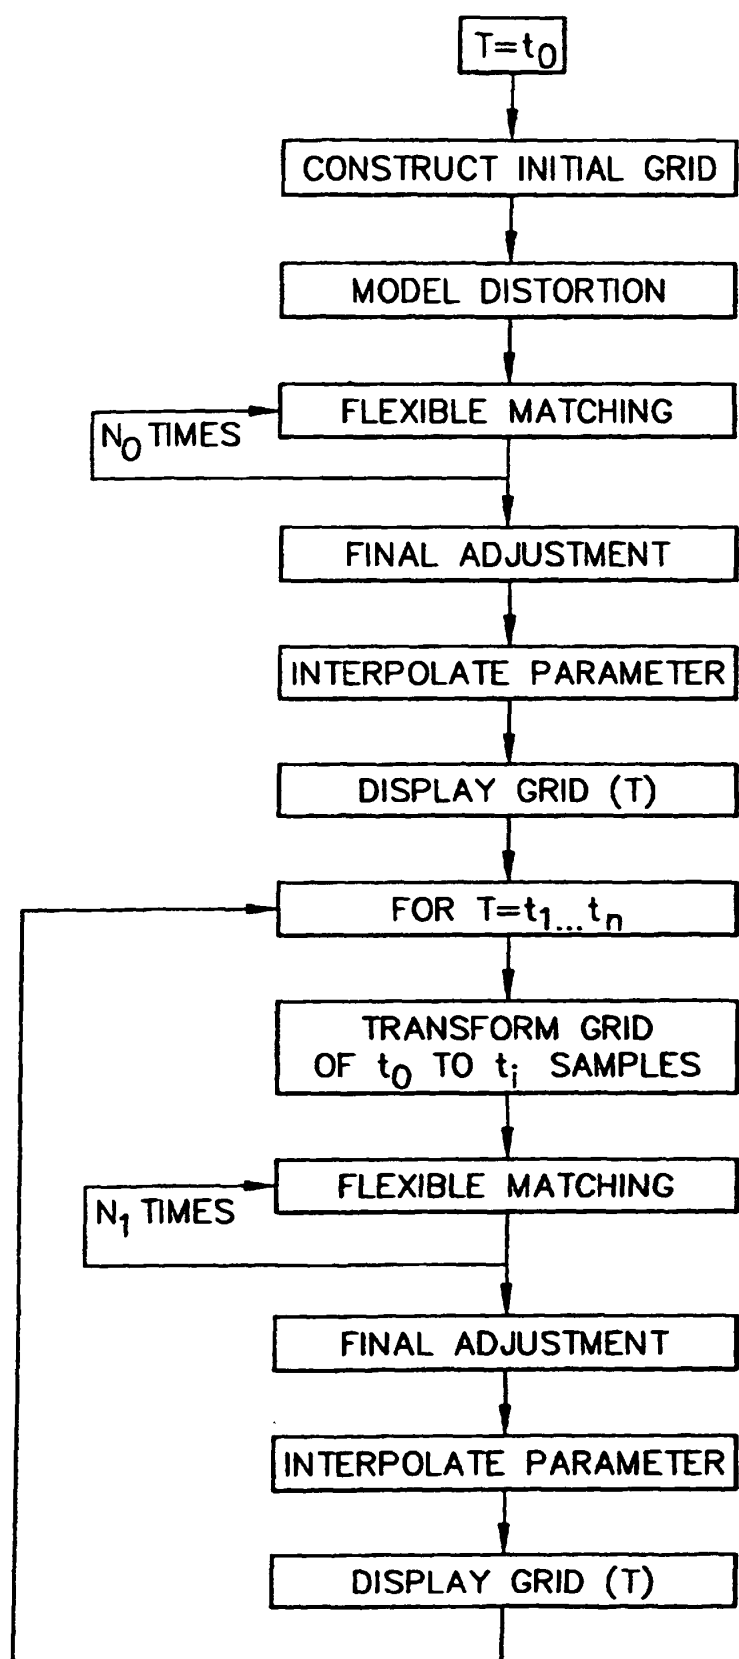 T=t0
CONSTRUCT INITIAL GRID
MODEL DISTORTION
FLEXIBLE MATCHING
N0 TIMES
FINAL ADJUSTMENT
INTERPOLATE PARAMETER
DISPLAY GRID (T)
FOR T=t1...tn
TRANSFORM GRID
OF t0 TO ti SAMPLES
FLEXIBLE MATCHING
N1 TIMES
FINAL ADJUSTMENT
INTERPOLATE PARAMETER
DISPLAY GRID (T)